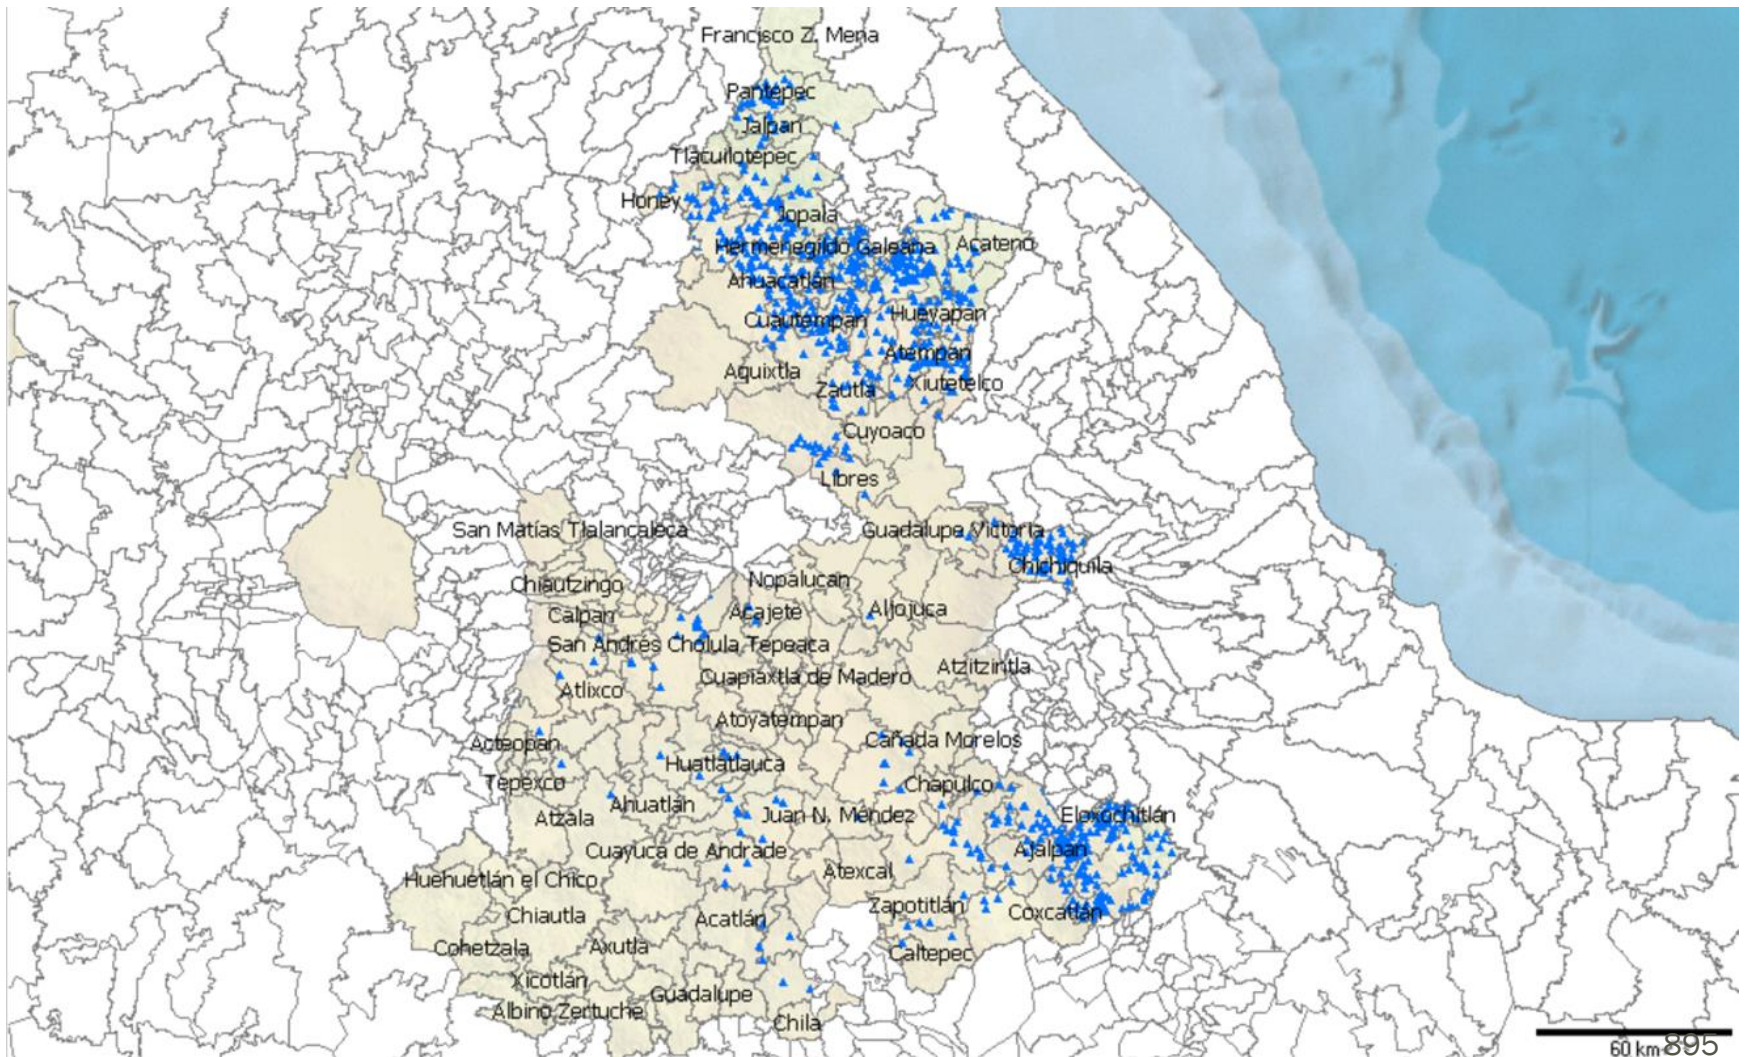 Francisco Z. Mena
Pantepec
Jalpan
Tlacuilotepec
Honey
Jopala
Hermenegildo Galeana
Acateno
Ahuacatlán
Hueyapan
Cuautempan
Atempan
Aquixtla
Xiutetelco
Zautla
Cuyoaco
Libres
San Matías Tlalancaleca
Guadalupe Victoria
Chichiquila
Chiautzingo
Nopalucan
Calpan
Acajete
Aljojuca
San Andrés Cholula
Tepeaca
Cuapiaxtla de Madero
Atzitzintla
Atlixco
Atoyatempan
Acteopan
Cañada Morelos
Huatlatlauca
Tepexco
Chapulco
Ahuatlán
Atzala
Juan N. Méndez
Eloxochitlán
Cuayuca de Andrade
Ajalpan
Huehuetlán el Chico
Atexcal
Chiautla
Acatlán
Zapotitlán
Coxcatlán
Cohetzala
Axutla
Caltepec
Xicotlán
Guadalupe
Albino Zertuche
Chila
60 km
895